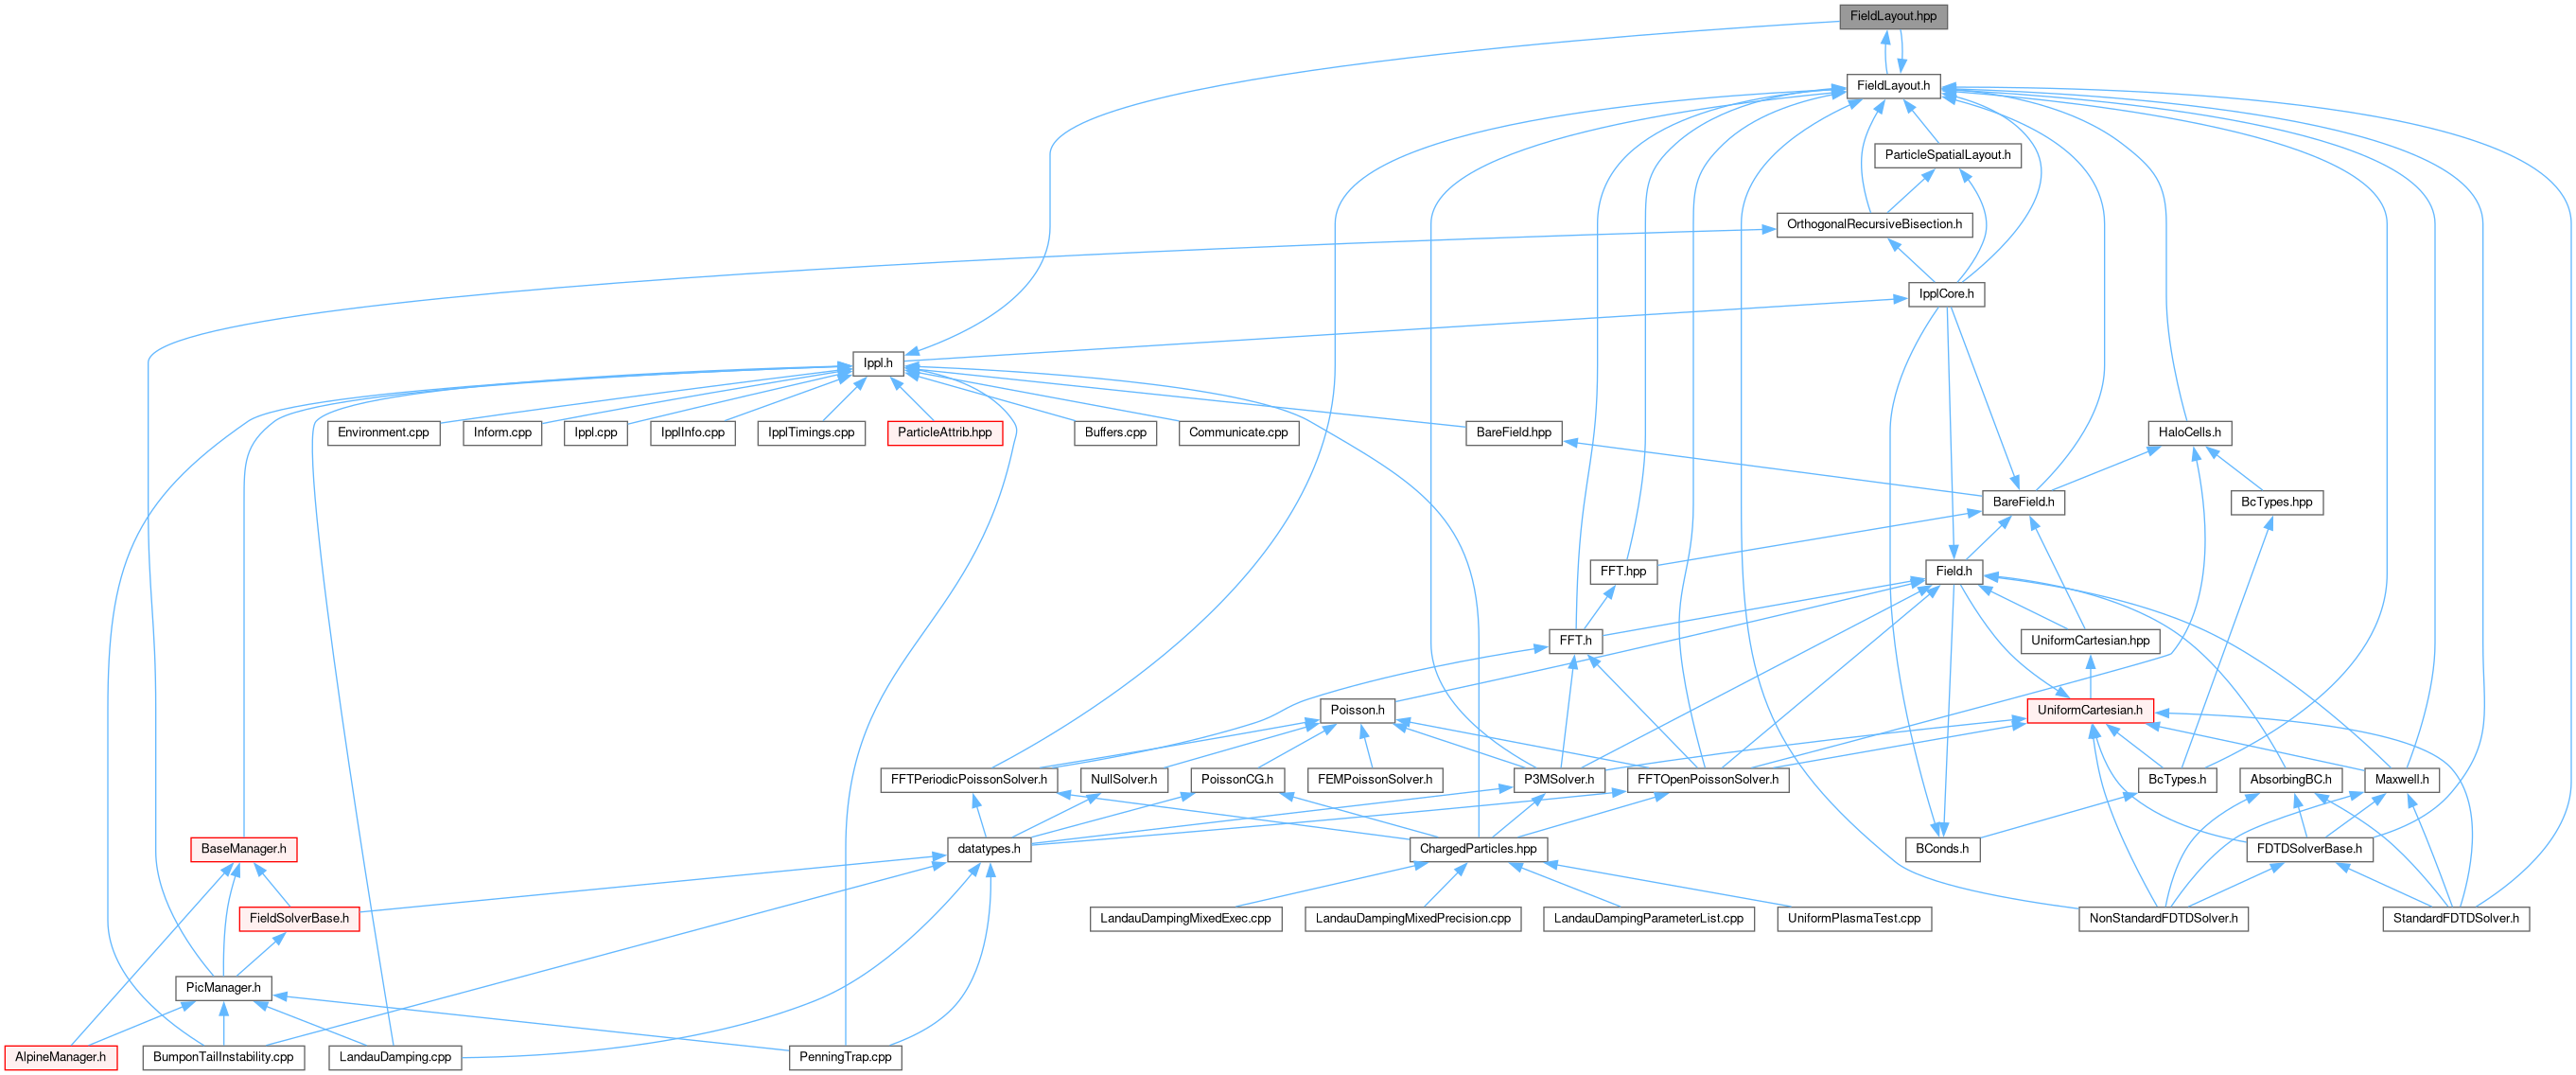 FieldLayout.hpp
FieldLayout.h
ParticleSpatialLayout.h
OrthogonalRecursiveBisection.h
IpplCore.h
Ippl.h
Environment.cpp
Inform.cpp
Ippl.cpp
IpplInfo.cpp
IpplTimings.cpp
ParticleAttrib.hpp
Buffers.cpp
Communicate.cpp
BareField.hpp
HaloCells.h
BareField.h
BcTypes.hpp
FFT.hpp
Field.h
FFT.h
UniformCartesian.hpp
Poisson.h
UniformCartesian.h
FFTPeriodicPoissonSolver.h
NullSolver.h
PoissonCG.h
FEMPoissonSolver.h
P3MSolver.h
FFTOpenPoissonSolver.h
BcTypes.h
AbsorbingBC.h
Maxwell.h
BaseManager.h
datatypes.h
ChargedParticles.hpp
BConds.h
FDTDSolverBase.h
FieldSolverBase.h
LandauDampingMixedExec.cpp
LandauDampingMixedPrecision.cpp
LandauDampingParameterList.cpp
UniformPlasmaTest.cpp
NonStandardFDTDSolver.h
StandardFDTDSolver.h
PicManager.h
AlpineManager.h
BumponTailInstability.cpp
LandauDamping.cpp
PenningTrap.cpp